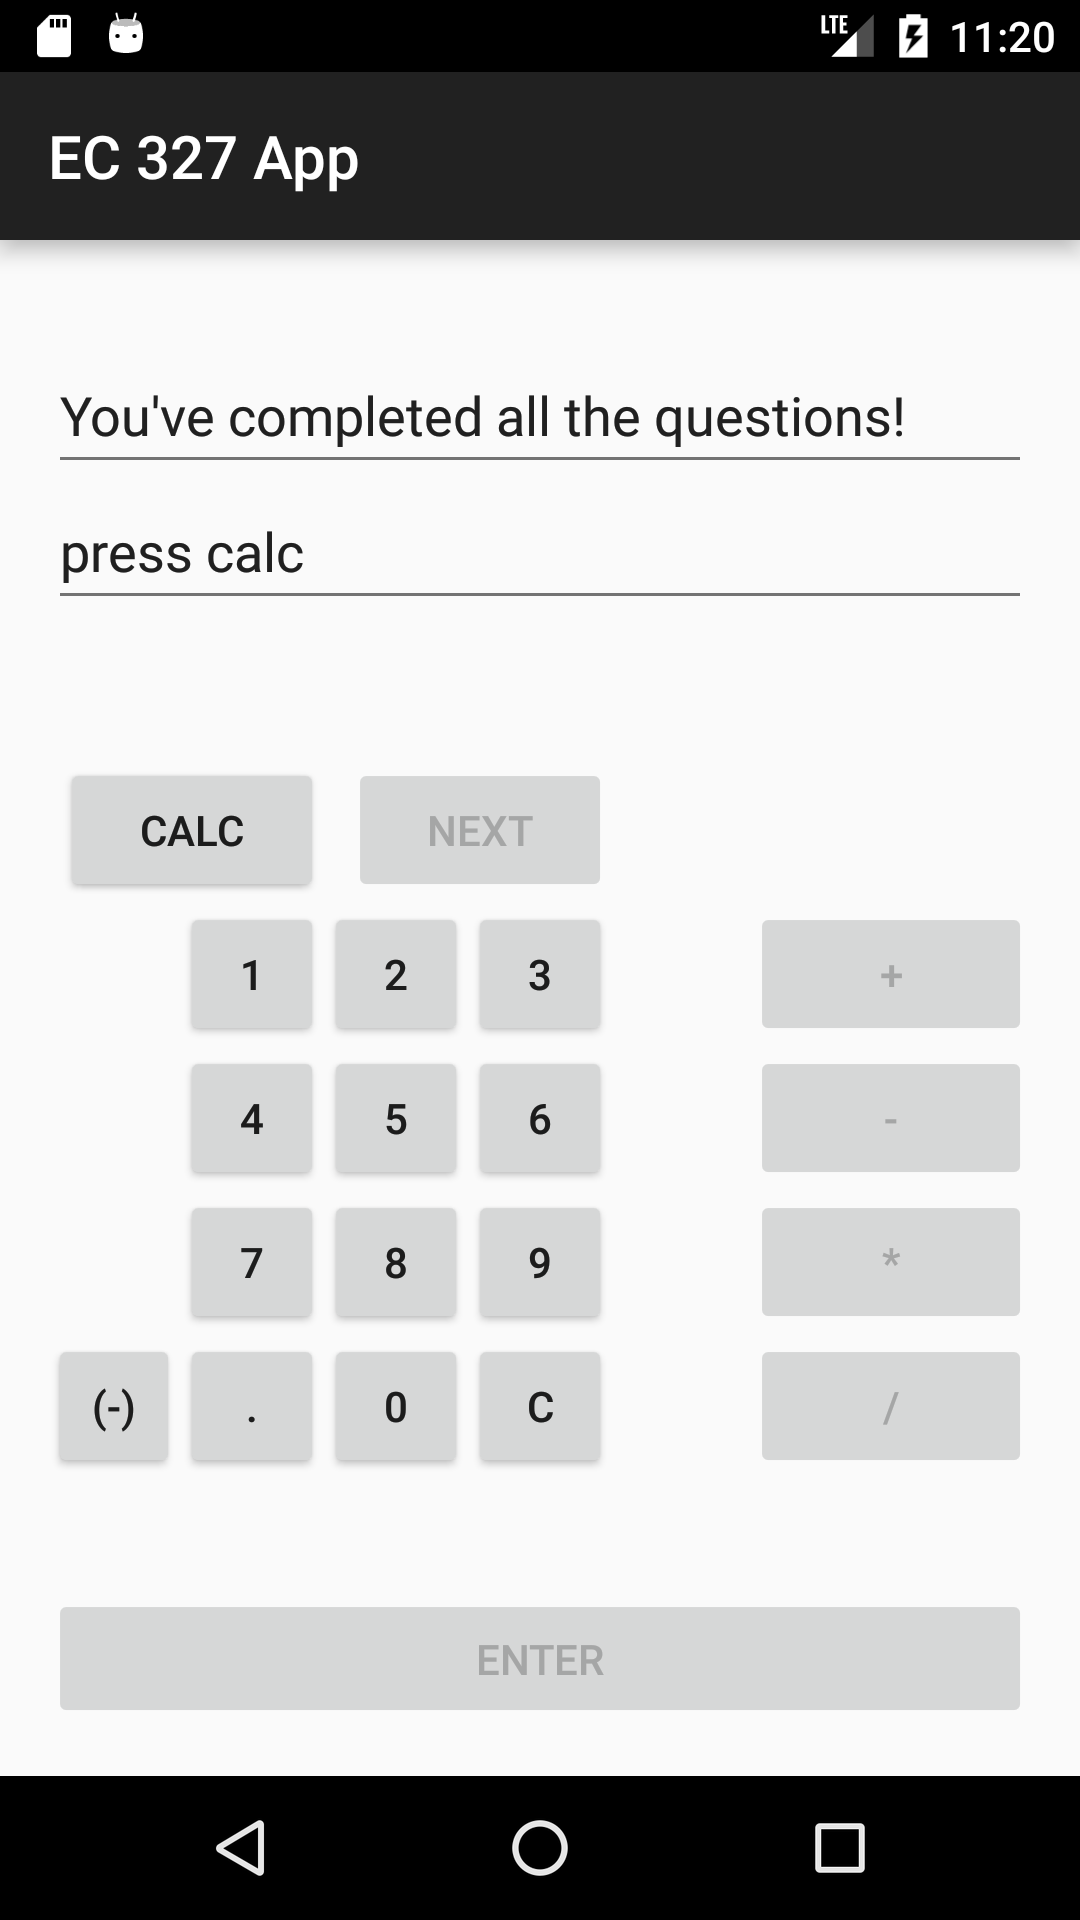 LTE 11:20
EC 327 App
You've completed all the questions!
press calc
CALC NEXT
1 2 3 +
4 5 6 -
7 8 9 *
(-) . 0 C /
ENTER